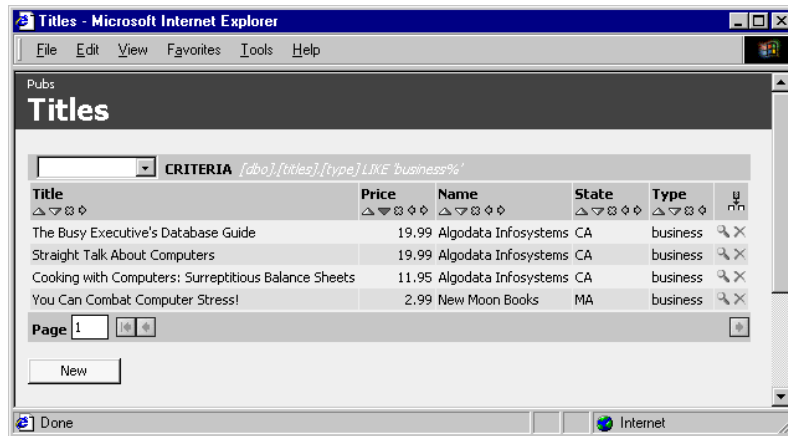 Titles - Microsoft Internet Explorer
File Edit View Favorites Tools Help
Pubs
Titles
CRITERIA [dbo].[titles].[type] LIKE 'business%'
Title Price Name State Type
The Busy Executive's Database Guide 19.99 Algodata Infosystems CA business
Straight Talk About Computers 19.99 Algodata Infosystems CA business
Cooking with Computers: Surreptitious Balance Sheets 11.95 Algodata Infosystems CA business
You Can Combat Computer Stress! 2.99 New Moon Books MA business
Page 1
New
Done Internet